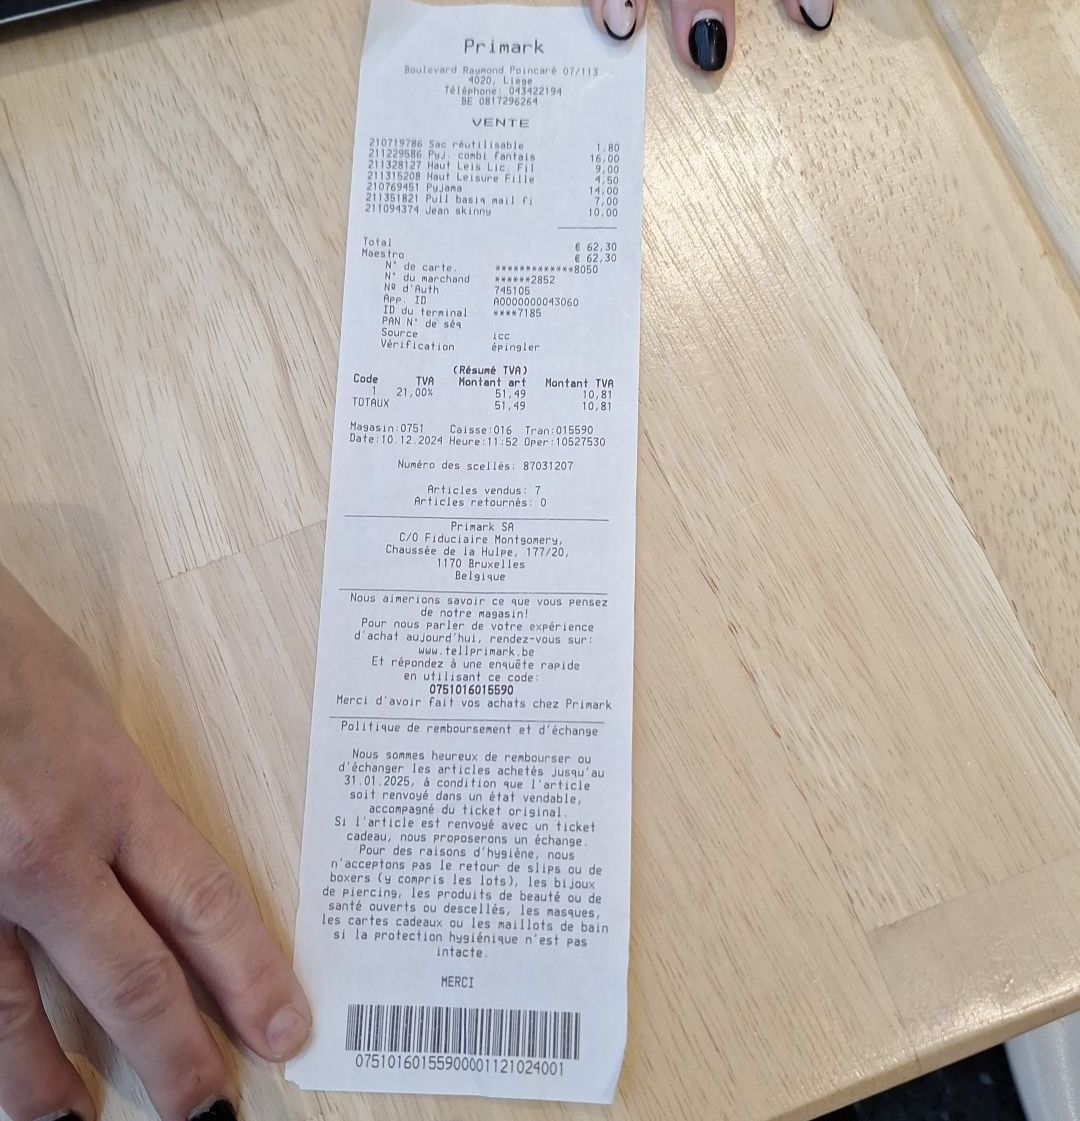 Primark
Boulevard Raymond Poincaré 07/113
4020, Liege
Téléphone: 043422194
BE 0817296264
VENTE
210719786 Sac réutilisable 1,80
211229586 Pyj. combi fantais 16,00
211328127 Haut Leis Lic. Fil 9,00
211315208 Haut Leisure Fille 4,50
210769451 Pyjama 14,00
211351821 Pull basiq mail fi 7,00
211094374 Jean skinny 10,00
Total € 62,30
Maestro € 62,30
N° de carte. *************8050
N° du marchand ******2852
Nº d'Auth 745105
App. ID A0000000043060
ID du terminal ****7185
PAN N° de séq
Source icc
Vérification épingler
(Résumé TVA)
Code TVA Montant art Montant TVA
1 21,00% 51,49 10,81
TOTAUX 51,49 10,81
Magasin:0751 Caisse:016 Tran:015590
Date:10.12.2024 Heure:11:52 Oper:10527530
Numéro des scellés: 87031207
Articles vendus: 7
Articles retournés: 0
Primark SA
C/O Fiduciaire Montgomery,
Chaussée de la Hulpe, 177/20,
1170 Bruxelles
Belgique
Nous aimerions savoir ce que vous pensez
de notre magasin!
Pour nous parler de votre expérience
d'achat aujourd'hui, rendez-vous sur:
www.tellprimark.be
Et répondez à une enquête rapide
en utilisant ce code:
0751016015590
Merci d'avoir fait vos achats chez Primark
Politique de remboursement et d'échange
Nous sommes heureux de rembourser ou
d'échanger les articles achetés jusqu'au
31.01.2025, à condition que l'article
soit renvoyé dans un état vendable,
accompagné du ticket original.
Si l'article est renvoyé avec un ticket
cadeau, nous proposerons un échange.
Pour des raisons d'hygiène, nous
n'acceptons pas le retour de slips ou de
boxers (y compris les lots), les bijoux
de piercing, les produits de beauté ou de
santé ouverts ou descellés, les masques,
les cartes cadeaux ou les maillots de bain
si la protection hygiénique n'est pas
intacte.
MERCI
07510160155900001121024001